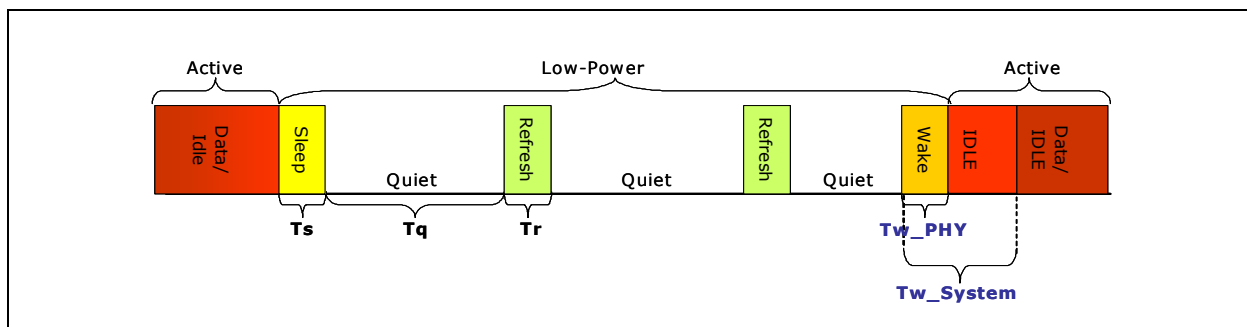 Active
Low-Power
Active
Data/
Idle
Sleep
Refresh
Refresh
Wake
IDLE
Data/
IDLE
Quiet
Quiet
Quiet
Ts
Tq
Tr
Tw_PHY
Tw_System